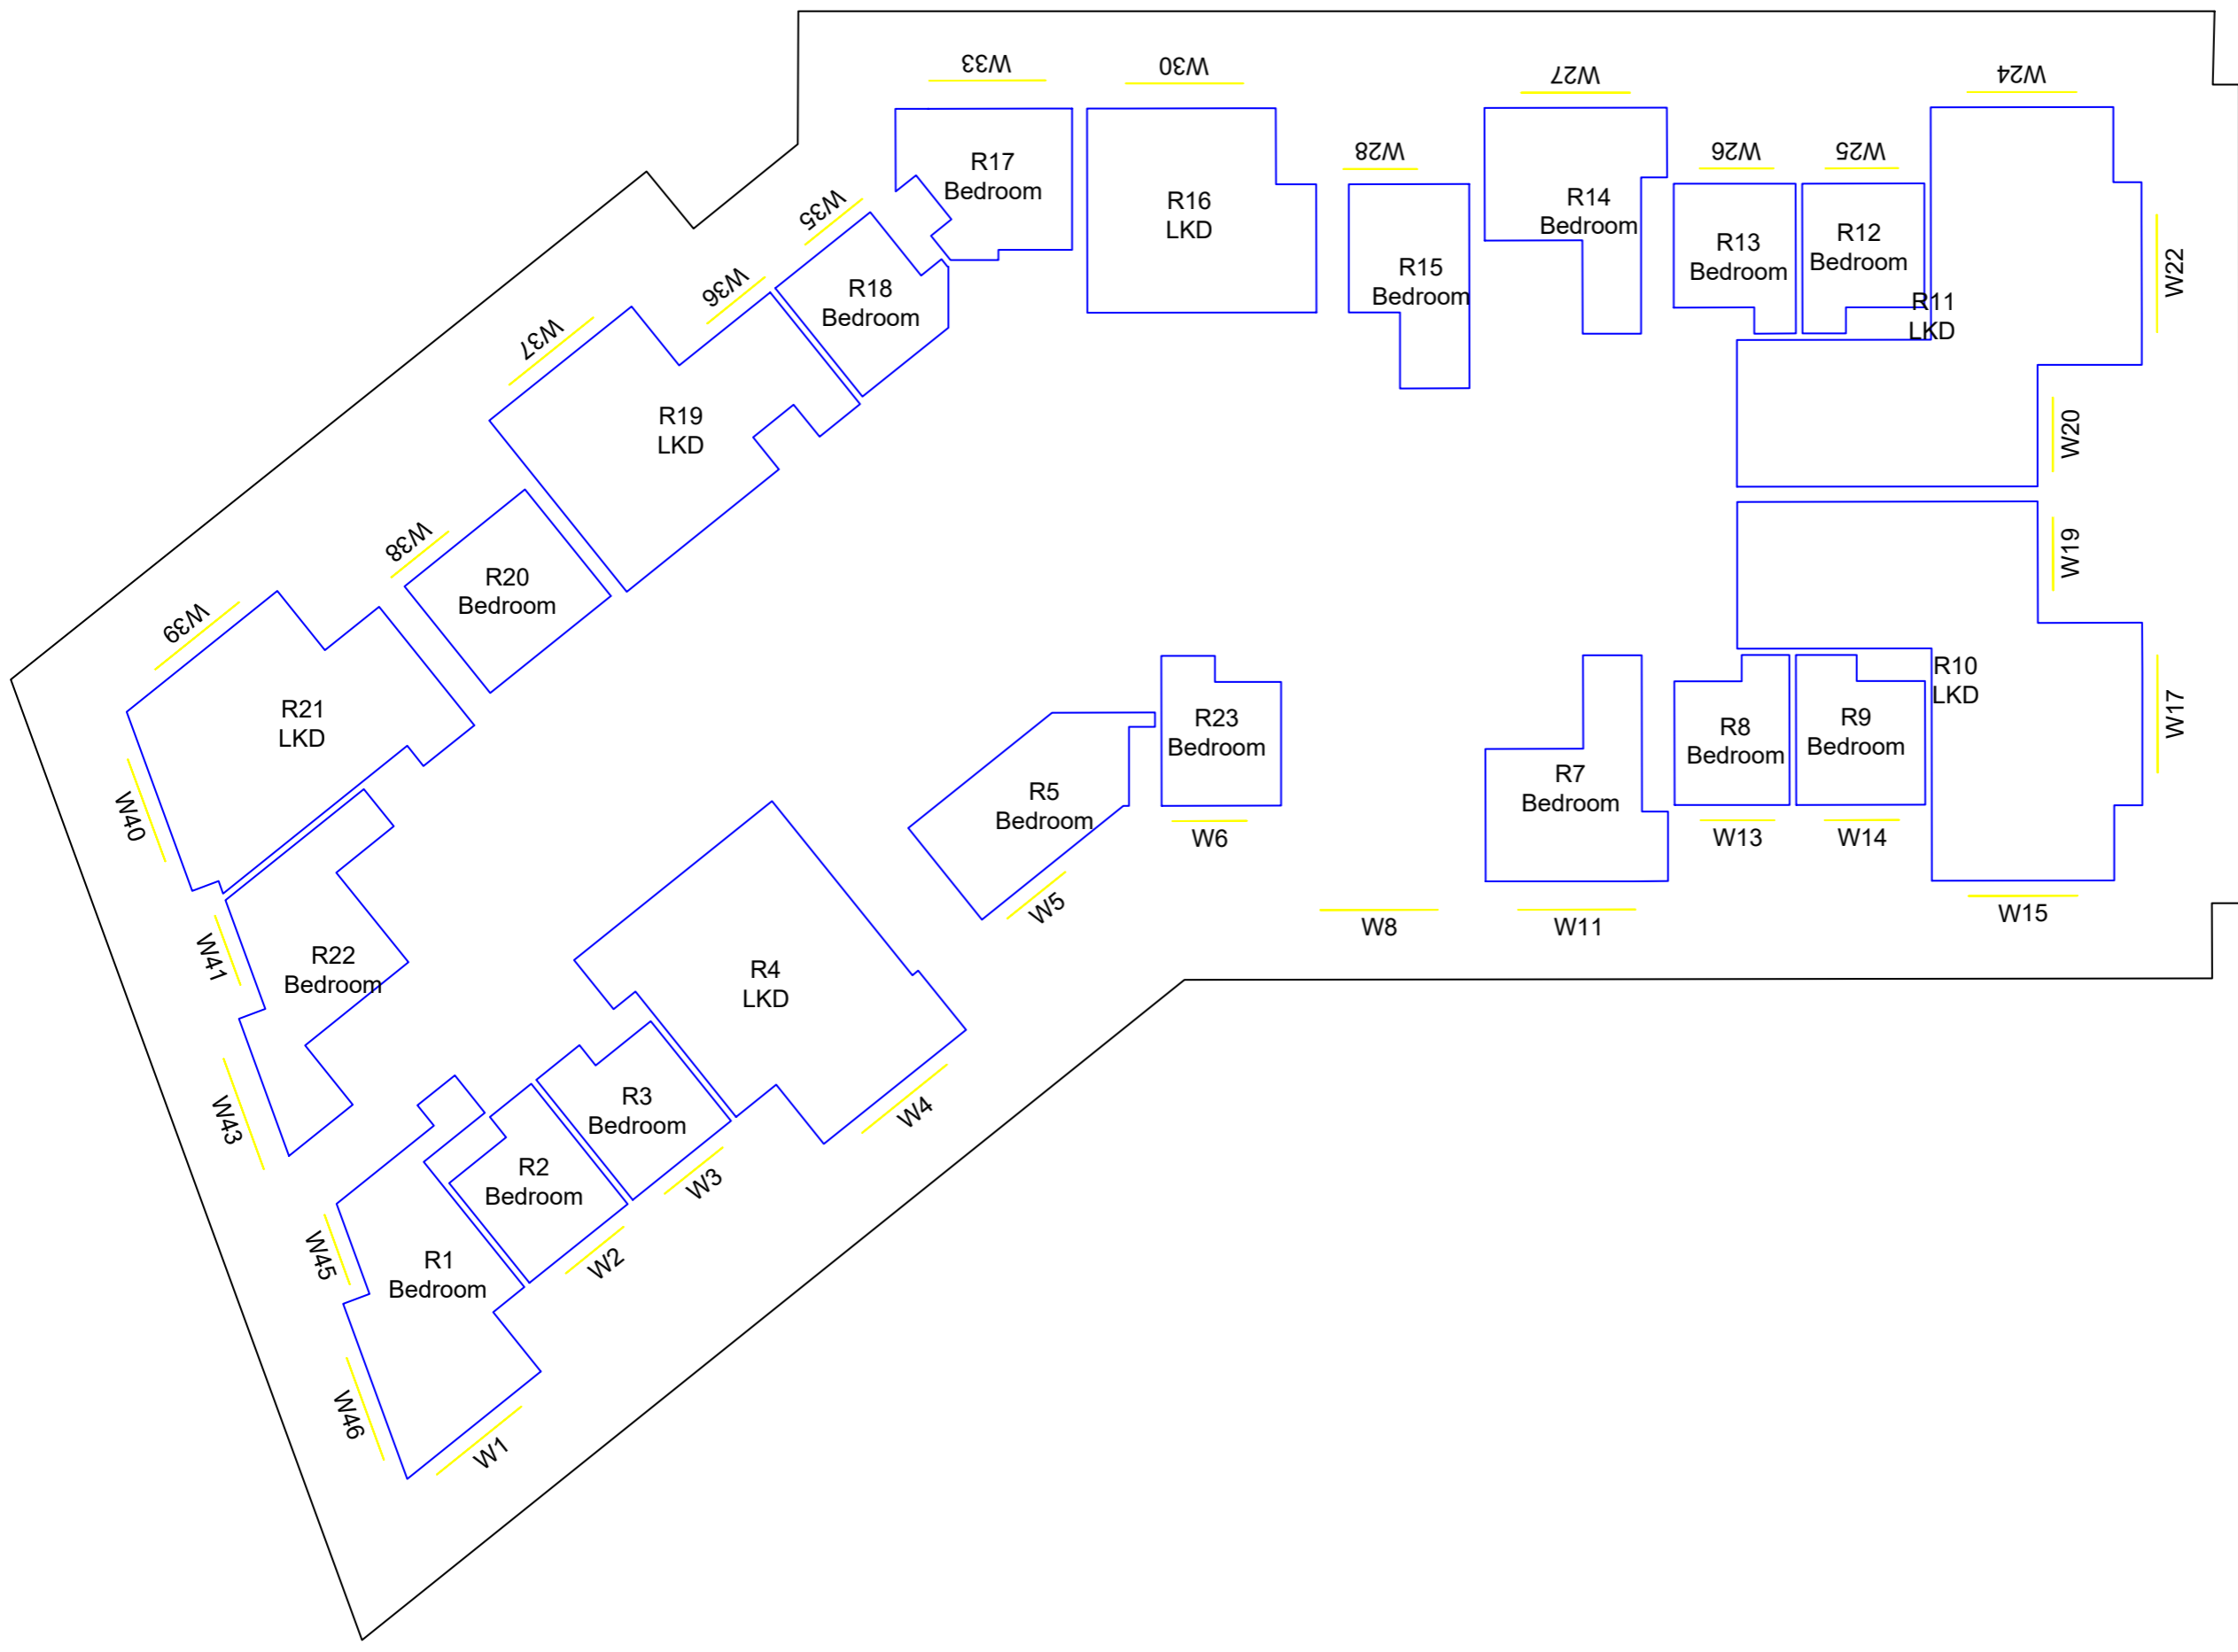 W33
W30
W27
W24
W28
W26
W25
R17
Bedroom
R16
LKD
R14
Bedroom
R13
Bedroom
R12
Bedroom
R15
Bedroom
R11
LKD
W22
W20
W35
W36
R18
Bedroom
W37
R19
LKD
W38
R20
Bedroom
W39
R21
LKD
W40
W19
R10
LKD
W17
R23
Bedroom
R8
Bedroom
R9
Bedroom
R7
Bedroom
R5
Bedroom
W6
W13
W14
W5
W8
W11
W15
R22
Bedroom
W41
R4
LKD
W43
R3
Bedroom
W4
R2
Bedroom
W3
W45
R1
Bedroom
W2
W46
W1